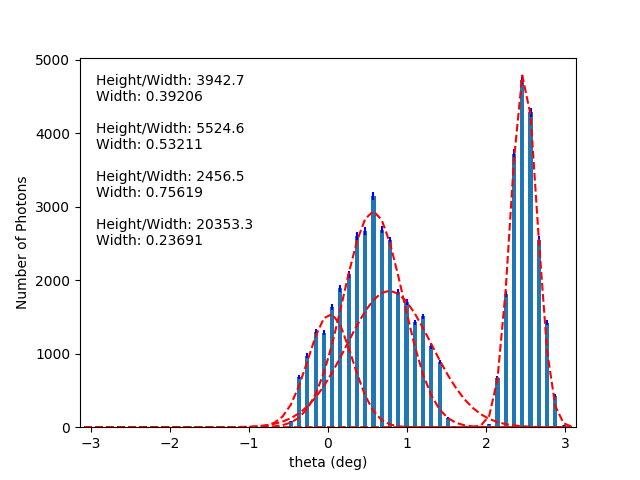 Height/Width: 3942.7
Width: 0.39206
Height/Width: 5524.6
Width: 0.53211
Height/Width: 2456.5
Width: 0.75619
Height/Width: 20353.3
Width: 0.23691
5000
4000
3000
2000
1000
0
Number of Photons
−3 −2 −1 0 1 2 3
theta (deg)